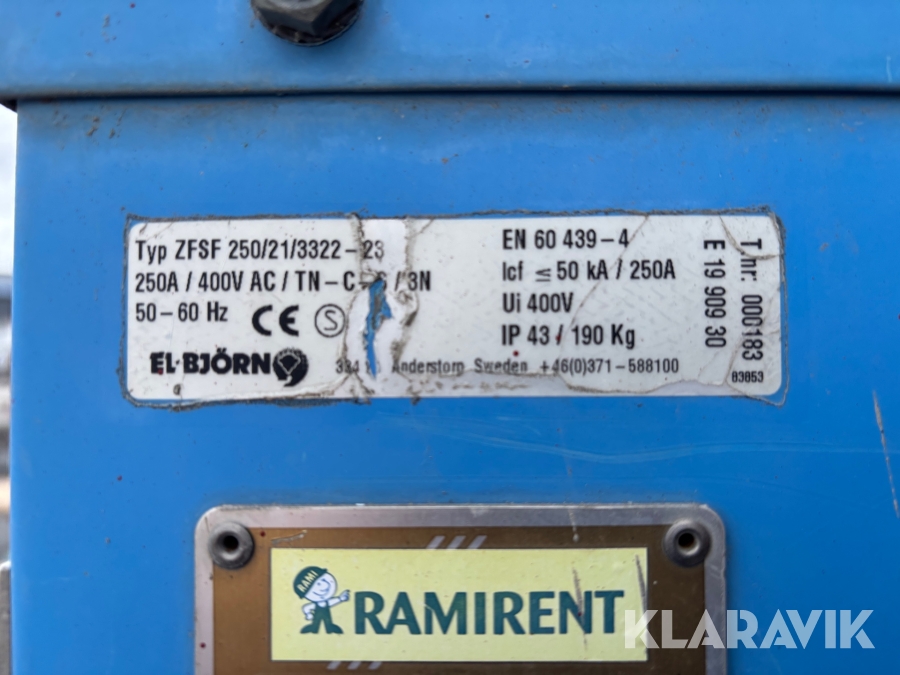 Typ ZFSF 250/21/3322-23
250A / 400V AC / TN-C-S / 3N
50-60 Hz CE S
EL·BJÖRN
EN 60 439-4
Icf ≤ 50 kA / 250A
Ui 400V
IP 43 / 190 Kg
Anderstorp Sweden +46(0)371-588100
T nr: 000183
E 19 909 30
83853
RAMI
RAMIRENT
KLARAVIK